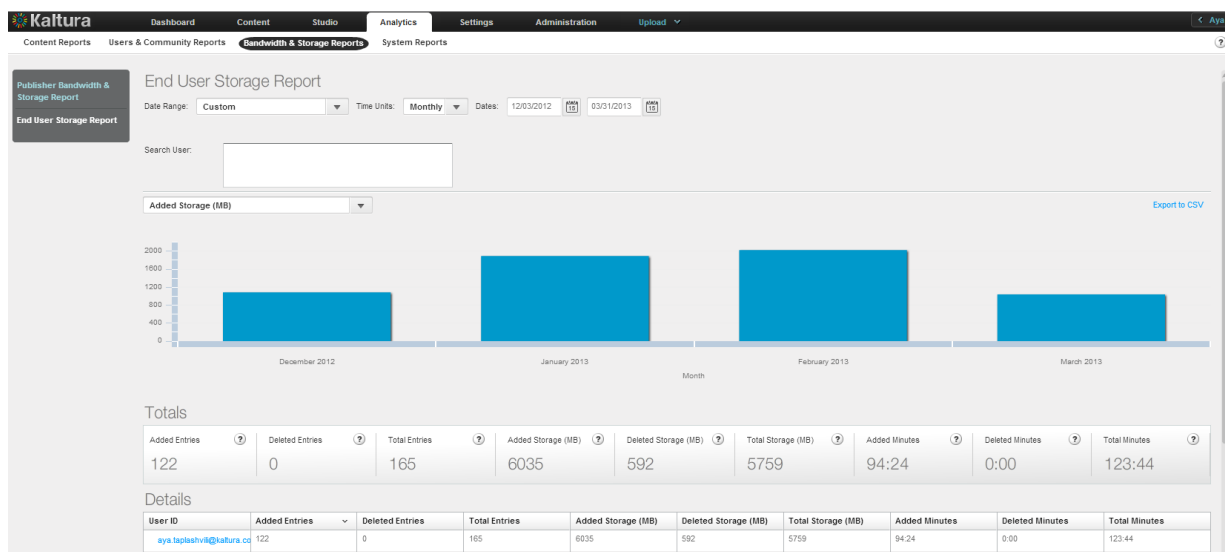 Kaltura
Dashboard Content Studio Analytics Settings Administration Upload < Aya
Content Reports Users & Community Reports Bandwidth & Storage Reports System Reports ?
Publisher Bandwidth & Storage Report
End User Storage Report
End User Storage Report
Date Range: Custom Time Units: Monthly Dates: 12/03/2012 15 03/31/2013 15
Search User:
Added Storage (MB) Export to CSV
2000
1600
1200
800
400
0
December 2012 January 2013 February 2013 March 2013
Month
Totals
Added Entries ? Deleted Entries ? Total Entries ? Added Storage (MB) ? Deleted Storage (MB) ? Total Storage (MB) ? Added Minutes ? Deleted Minutes ? Total Minutes ?
122 0 165 6035 592 5759 94:24 0:00 123:44
Details
User ID Added Entries Deleted Entries Total Entries Added Storage (MB) Deleted Storage (MB) Total Storage (MB) Added Minutes Deleted Minutes Total Minutes
aya.taplashvili@kaltura.co 122 0 165 6035 592 5759 94:24 0:00 123:44